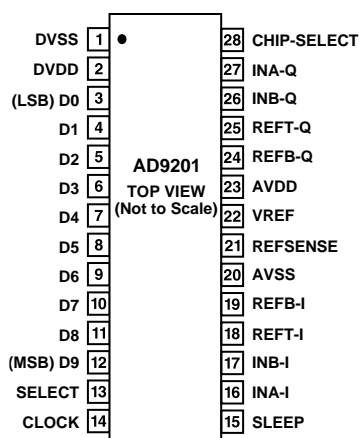 DVSS 1
DVDD 2
(LSB) D0 3
D1 4
D2 5
D3 6
D4 7
D5 8
D6 9
D7 10
D8 11
(MSB) D9 12
SELECT 13
CLOCK 14
AD9201
TOP VIEW
(Not to Scale)
28 CHIP-SELECT
27 INA-Q
26 INB-Q
25 REFT-Q
24 REFB-Q
23 AVDD
22 VREF
21 REFSENSE
20 AVSS
19 REFB-I
18 REFT-I
17 INB-I
16 INA-I
15 SLEEP